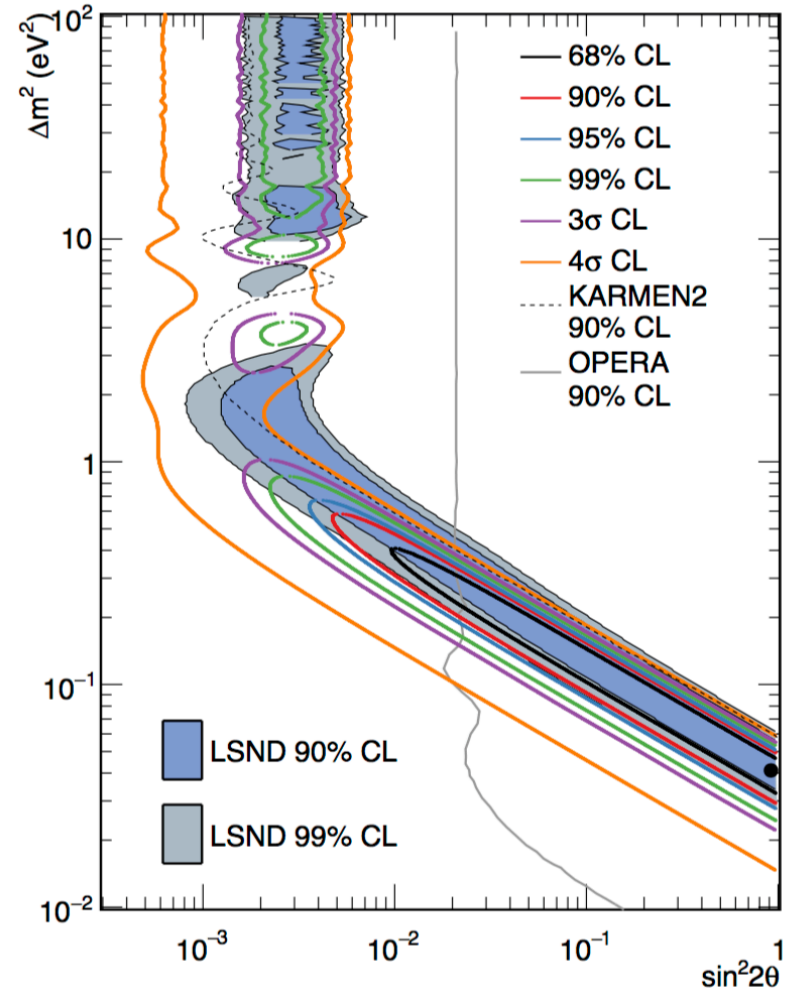 10²
Δm² (eV²)
68% CL
90% CL
95% CL
99% CL
3σ CL
4σ CL
KARMEN2
90% CL
OPERA
90% CL
10
1
10⁻¹
LSND 90% CL
LSND 99% CL
10⁻²
10⁻³
10⁻²
10⁻¹
1
sin²2θ